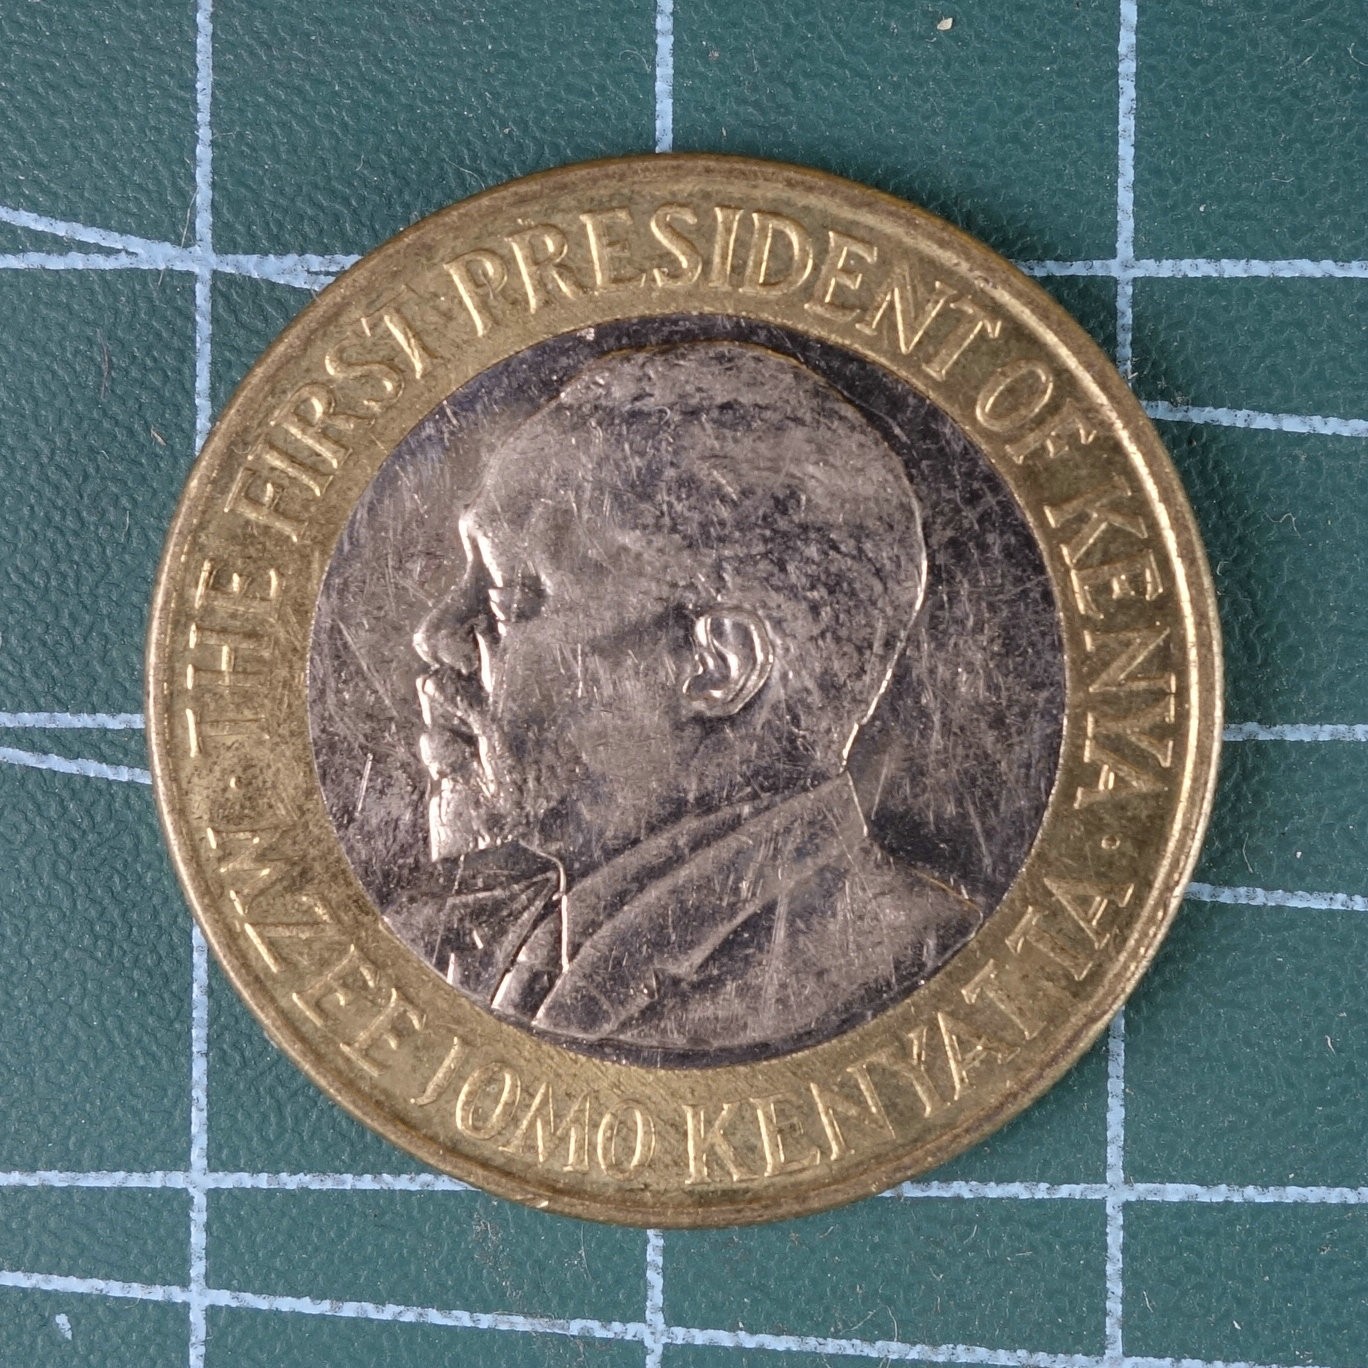 THE FIRST PRESIDENT OF KENYA
MZEE JOMO KENYATTA